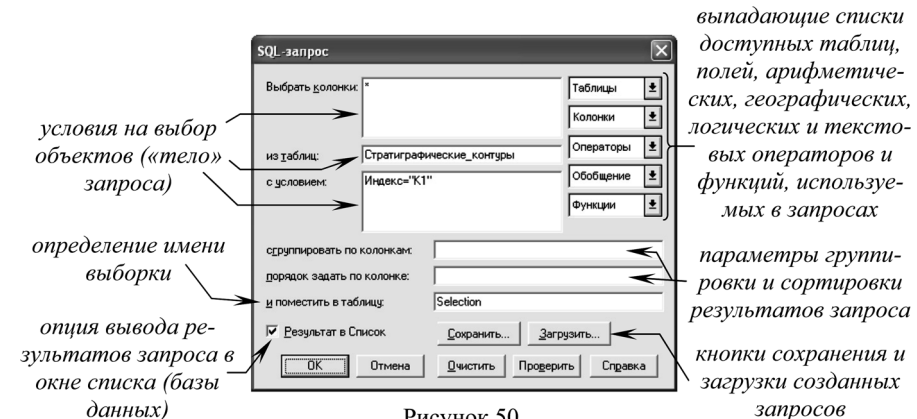 выпадающие списки
доступных таблиц,
полей, арифметиче-
ских, географических,
логических и тексто-
вых операторов и
функций, используе-
мых в запросах
SQL-запрос
Выбрать колонки:
*
Таблицы
Колонки
Операторы
Обобщение
Функции
условия на выбор
объектов («тело»
запроса)
из таблиц:
Стратиграфические_контуры
с условием:
Индекс="К1"
определение имени
выборки
сгруппировать по колонкам:
порядок задать по колонке:
и поместить в таблицу:
Selection
параметры группи-
ровки и сортировки
результатов запроса
опция вывода ре-
зультатов запроса в
окне списка (базы
данных)
Результат в Список
Сохранить...
Загрузить...
OK
Отмена
Очистить
Проверить
Справка
кнопки сохранения и
загрузки созданных
запросов
Рисунок 50